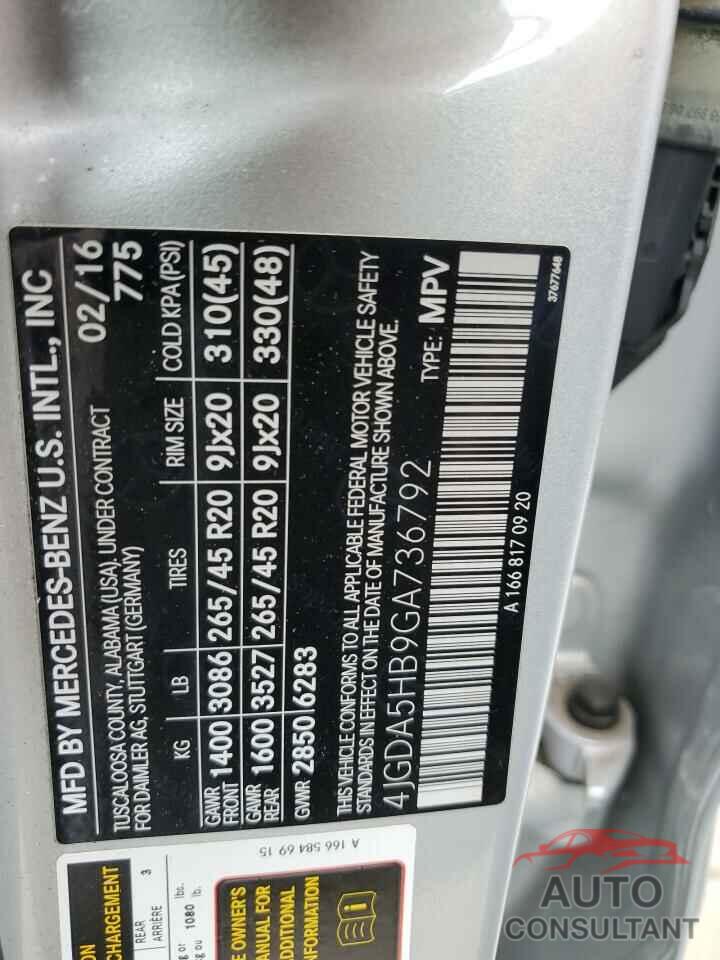 MFD BY MERCEDES-BENZ U.S. INTL., INC
TUSCALOOSA COUNTY, ALABAMA (USA). UNDER CONTRACT 02/16
FOR DAIMLER AG, STUTTGART (GERMANY) 775
KG LB TIRES RIM SIZE COLD KPA (PSI)
GAWR
FRONT 1400 3086 265/45 R20 9Jx20 310(45)
GAWR
REAR 1600 3527 265/45 R20 9Jx20 330(48)
GVWR 2850 6283
THIS VEHICLE CONFORMS TO ALL APPLICABLE FEDERAL MOTOR VEHICLE SAFETY
STANDARDS IN EFFECT ON THE DATE OF MANUFACTURE SHOWN ABOVE.
4JGDA5HB9GA736792 TYPE: MPV
A 166 817 09 20 37677648
A 166 584 69 15
CHARGEMENT
REAR
ARRIÈRE 3
or 1080 lbs.
ou lb.
OWNER'S
MANUAL FOR
ADDITIONAL
INFORMATION
i
AUTO
CONSULTANT